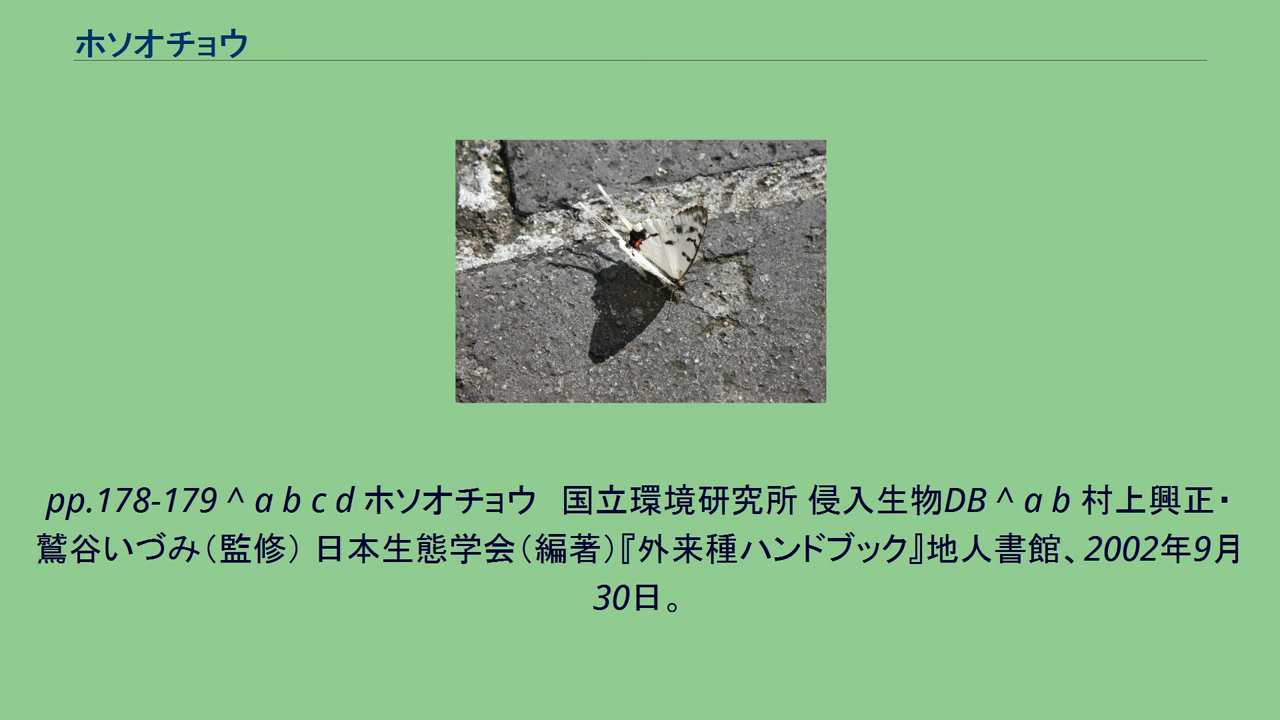 ホソオチョウ
pp.178-179 ^ a b c d ホソオチョウ　国立環境研究所 侵入生物DB ^ a b 村上興正・
鷲谷いづみ（監修） 日本生態学会（編著）『外来種ハンドブック』地人書館、2002年9月
30日。